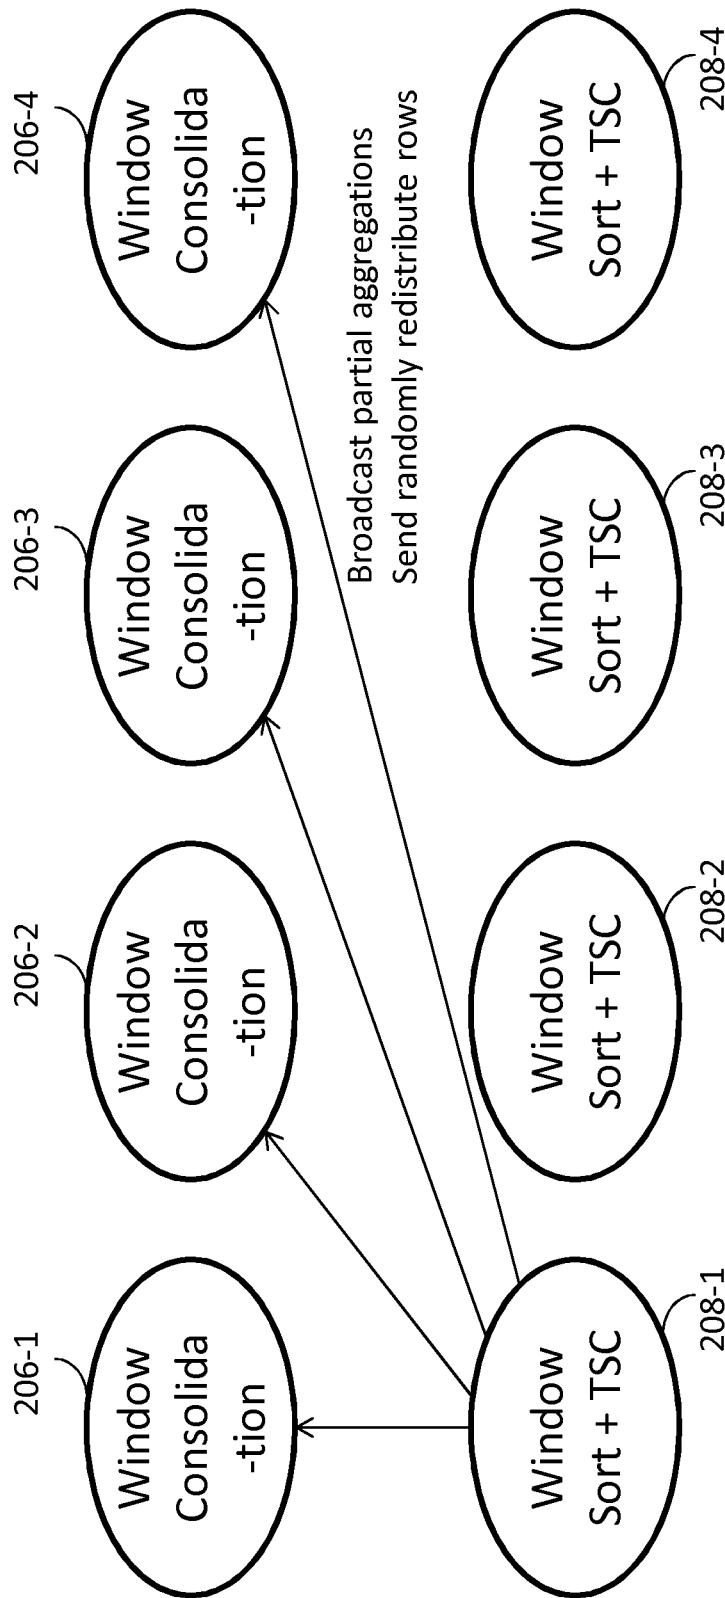 206-1
206-2
206-3
206-4
Window
Consolida
-tion
Window
Consolida
-tion
Window
Consolida
-tion
Window
Consolida
-tion
Broadcast partial aggregations
Send randomly redistribute rows
Window
Sort + TSC
Window
Sort + TSC
Window
Sort + TSC
Window
Sort + TSC
208-1
208-2
208-3
208-4